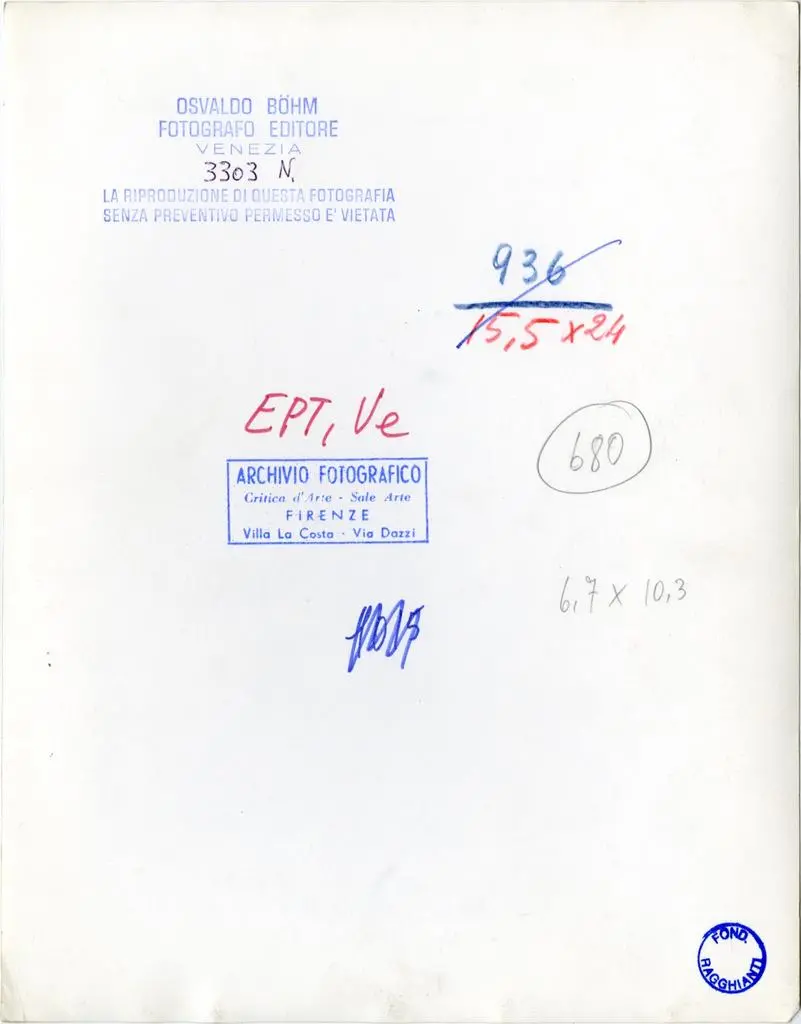 OSVALDO BÖHM
FOTOGRAFO EDITORE
VENEZIA
3303 N.
LA RIPRODUZIONE DI QUESTA FOTOGRAFIA
SENZA PREVENTIVO PERMESSO E' VIETATA
936
15,5 x 24
EPT, Ve
680
ARCHIVIO FOTOGRAFICO
Critica d'Arte - Sele Arte
FIRENZE
Villa La Costa - Via Dazzi
6,7 x 10,3
FOND.
RAGGHIANTI